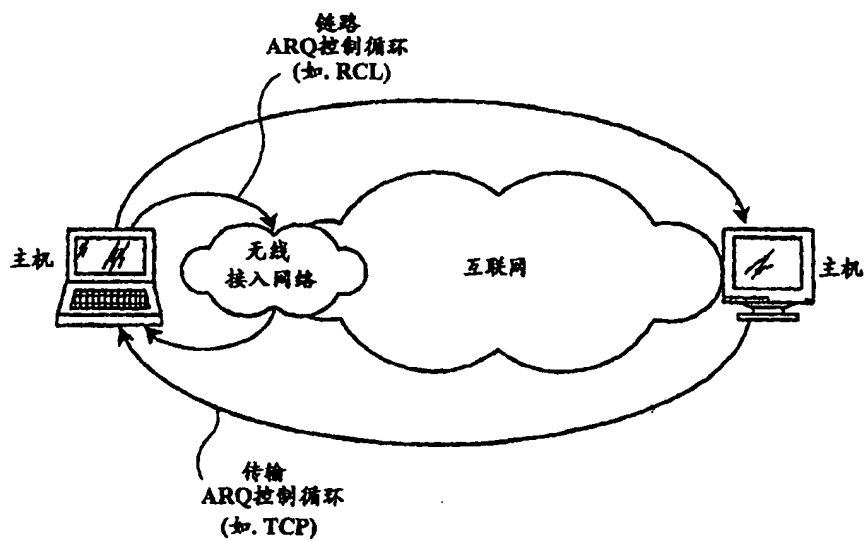 链路
ARQ控制循环
(如. RCL)
主机
无线
接入网络
互联网
主机
传输
ARQ控制循环
(如. TCP)